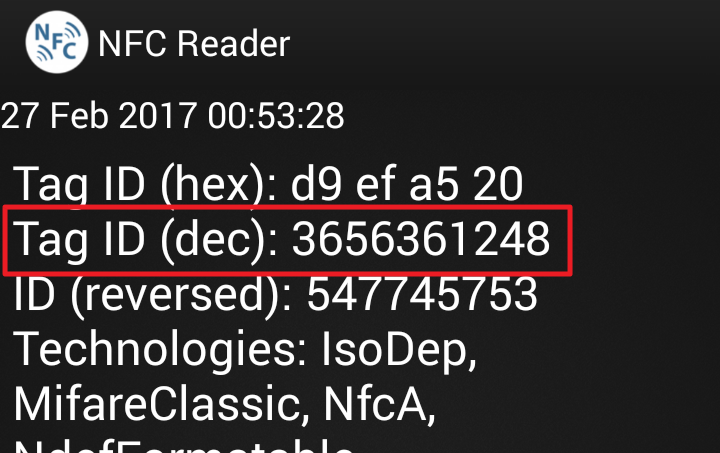 NFC
NFC Reader
27 Feb 2017 00:53:28
Tag ID (hex): d9 ef a5 20
Tag ID (dec): 3656361248
ID (reversed): 547745753
Technologies: IsoDep,
MifareClassic, NfcA,
NdefFormatable